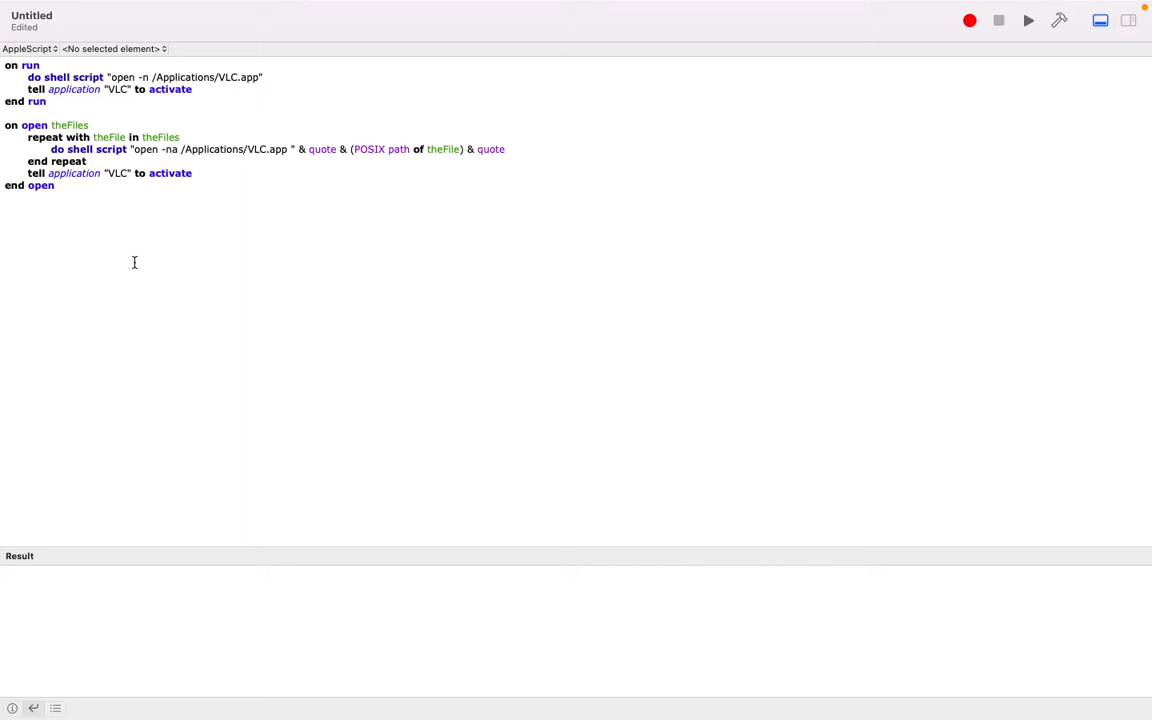 Untitled
Edited
AppleScript <No selected element>
on run
do shell script "open -n /Applications/VLC.app"
tell application "VLC" to activate
end run
on open theFiles
repeat with theFile in theFiles
do shell script "open -na /Applications/VLC.app " & quote & (POSIX path of theFile) & quote
end repeat
tell application "VLC" to activate
end open
Result